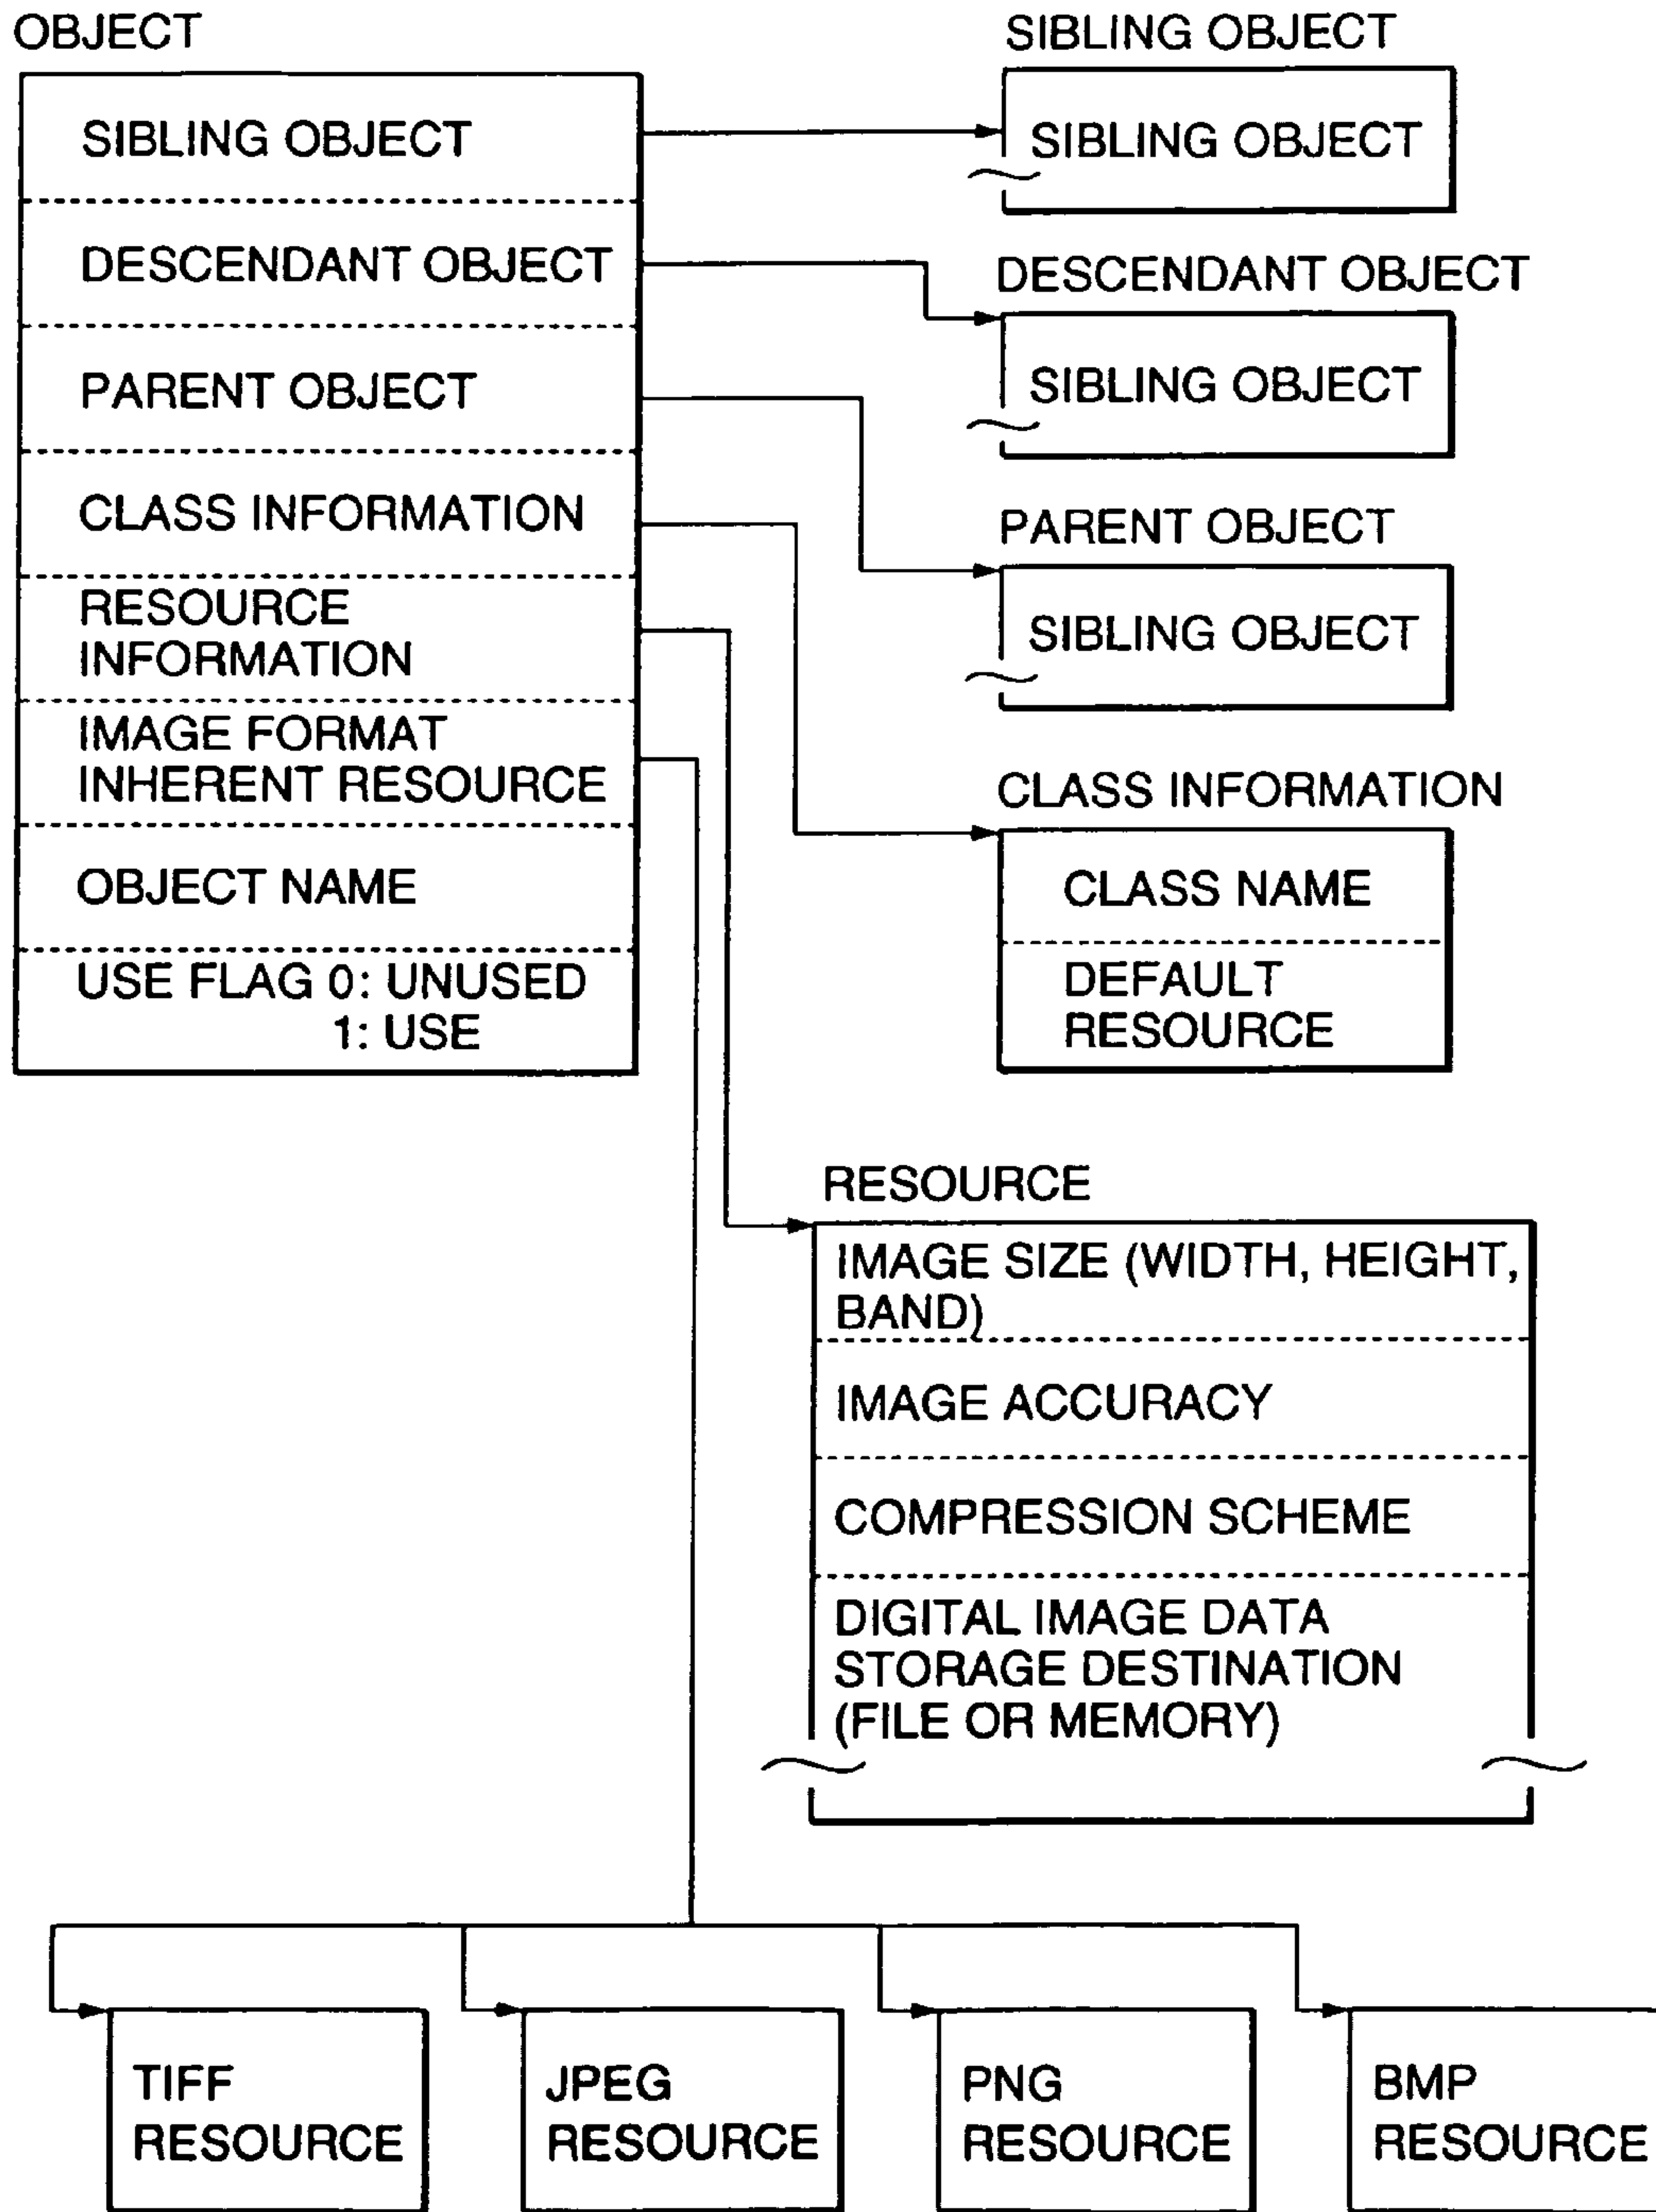 OBJECT
SIBLING OBJECT
DESCENDANT OBJECT
PARENT OBJECT
CLASS INFORMATION
RESOURCE
INFORMATION
IMAGE FORMAT
INHERENT RESOURCE
OBJECT NAME
USE FLAG 0: UNUSED
1: USE
SIBLING OBJECT
SIBLING OBJECT
DESCENDANT OBJECT
SIBLING OBJECT
PARENT OBJECT
SIBLING OBJECT
CLASS INFORMATION
CLASS NAME
DEFAULT
RESOURCE
RESOURCE
IMAGE SIZE (WIDTH, HEIGHT,
BAND)
IMAGE ACCURACY
COMPRESSION SCHEME
DIGITAL IMAGE DATA
STORAGE DESTINATION
(FILE OR MEMORY)
TIFF
RESOURCE
JPEG
RESOURCE
PNG
RESOURCE
BMP
RESOURCE